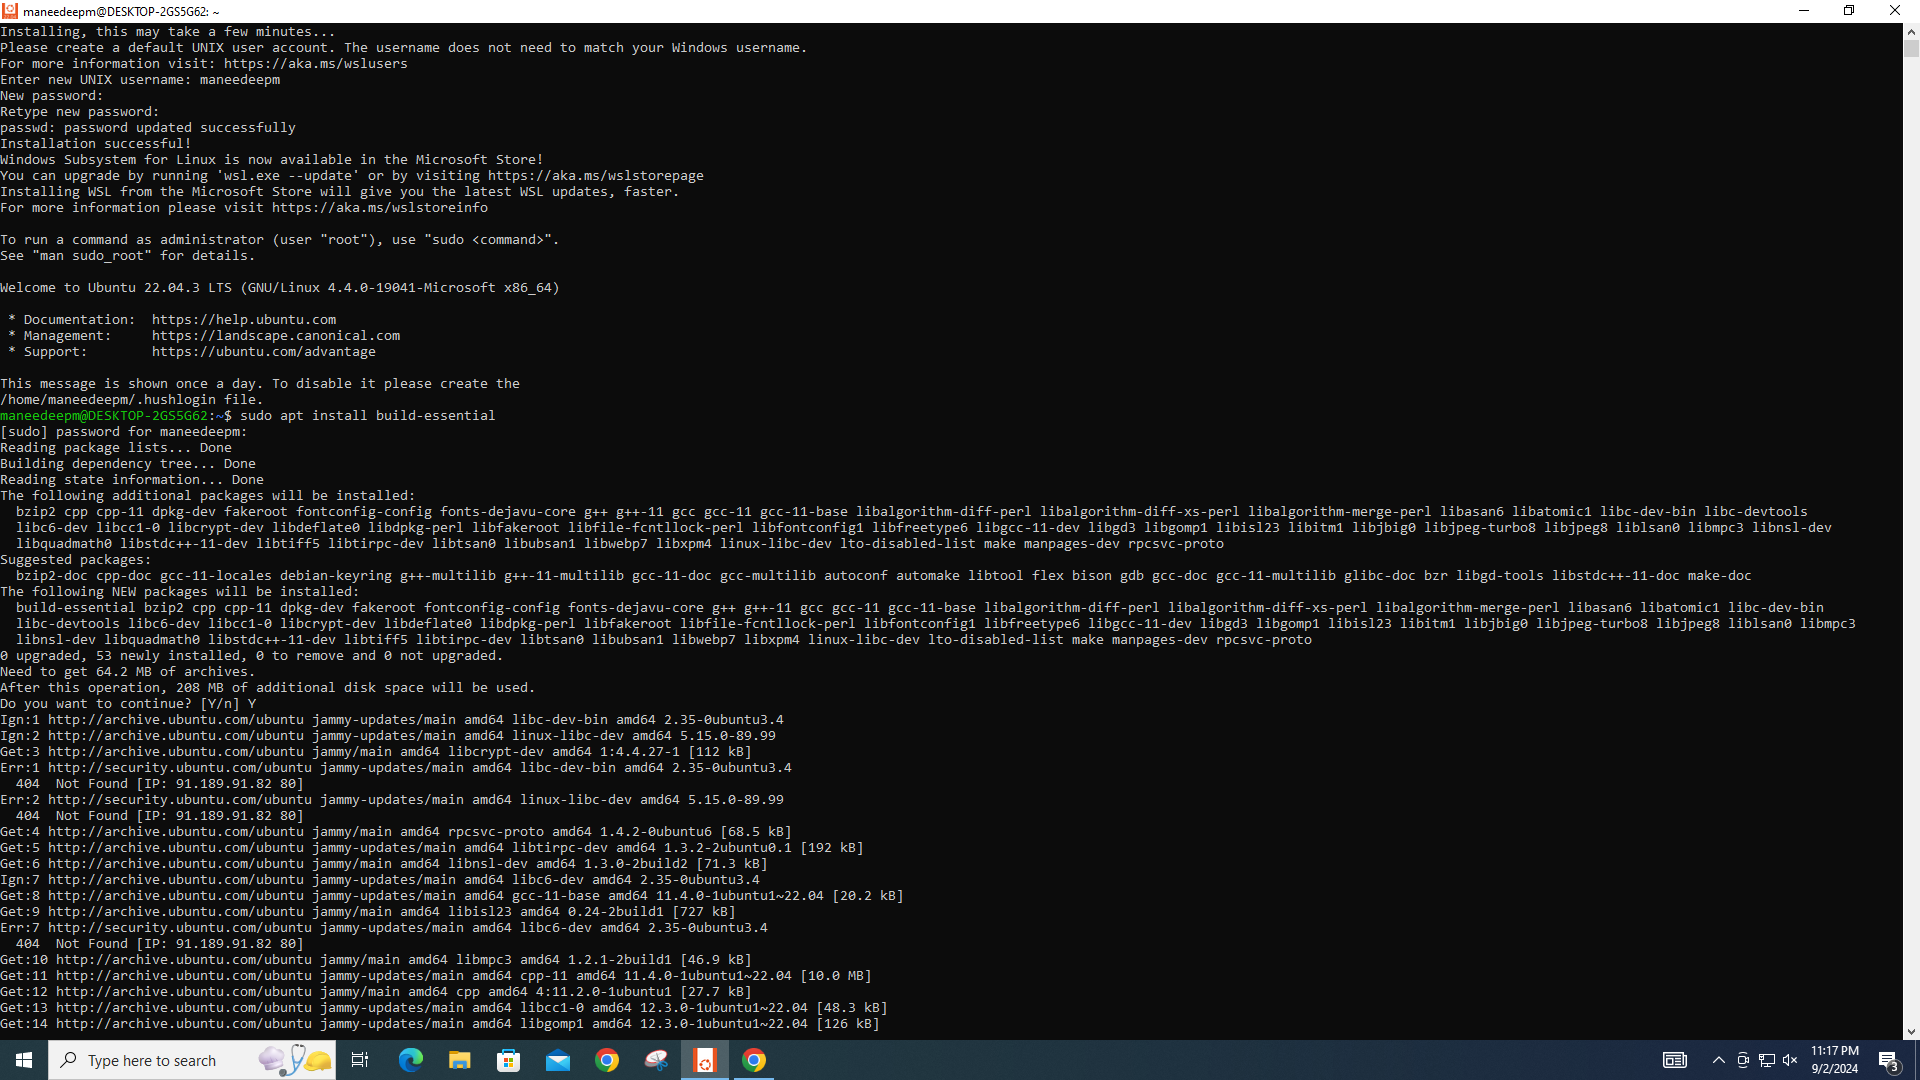 maneedeepm@DESKTOP-2GS5G62: ~
Installing, this may take a few minutes...
Please create a default UNIX user account. The username does not need to match your Windows username.
For more information visit: https://aka.ms/wslusers
Enter new UNIX username: maneedeepm
New password:
Retype new password:
passwd: password updated successfully
Installation successful!
Windows Subsystem for Linux is now available in the Microsoft Store!
You can upgrade by running 'wsl.exe --update' or by visiting https://aka.ms/wslstorepage
Installing WSL from the Microsoft Store will give you the latest WSL updates, faster.
For more information please visit https://aka.ms/wslstoreinfo
To run a command as administrator (user "root"), use "sudo <command>".
See "man sudo_root" for details.
Welcome to Ubuntu 22.04.3 LTS (GNU/Linux 4.4.0-19041-Microsoft x86_64)
* Documentation:  https://help.ubuntu.com
* Management:     https://landscape.canonical.com
* Support:        https://ubuntu.com/advantage
This message is shown once a day. To disable it please create the
/home/maneedeepm/.hushlogin file.
maneedeepm@DESKTOP-2GS5G62:~$ sudo apt install build-essential
[sudo] password for maneedeepm:
Reading package lists... Done
Building dependency tree... Done
Reading state information... Done
The following additional packages will be installed:
bzip2 cpp cpp-11 dpkg-dev fakeroot fontconfig-config fonts-dejavu-core g++ g++-11 gcc gcc-11 gcc-11-base libalgorithm-diff-perl libalgorithm-diff-xs-perl libalgorithm-merge-perl libasan6 libatomic1 libc-dev-bin libc-devtools
libc6-dev libcc1-0 libcrypt-dev libdeflate0 libdpkg-perl libfakeroot libfile-fcntllock-perl libfontconfig1 libfreetype6 libgcc-11-dev libgd3 libgomp1 libisl23 libitm1 libjbig0 libjpeg-turbo8 libjpeg8 liblsan0 libmpc3 libnsl-dev
libquadmath0 libstdc++-11-dev libtiff5 libtirpc-dev libtsan0 libubsan1 libwebp7 libxpm4 linux-libc-dev lto-disabled-list make manpages-dev rpcsvc-proto
Suggested packages:
bzip2-doc cpp-doc gcc-11-locales debian-keyring g++-multilib g++-11-multilib gcc-11-doc gcc-multilib autoconf automake libtool flex bison gdb gcc-doc gcc-11-multilib glibc-doc bzr libgd-tools libstdc++-11-doc make-doc
The following NEW packages will be installed:
build-essential bzip2 cpp cpp-11 dpkg-dev fakeroot fontconfig-config fonts-dejavu-core g++ g++-11 gcc gcc-11 gcc-11-base libalgorithm-diff-perl libalgorithm-diff-xs-perl libalgorithm-merge-perl libasan6 libatomic1 libc-dev-bin
libc-devtools libc6-dev libcc1-0 libcrypt-dev libdeflate0 libdpkg-perl libfakeroot libfile-fcntllock-perl libfontconfig1 libfreetype6 libgcc-11-dev libgd3 libgomp1 libisl23 libitm1 libjbig0 libjpeg-turbo8 libjpeg8 liblsan0 libmpc3
libnsl-dev libquadmath0 libstdc++-11-dev libtiff5 libtirpc-dev libtsan0 libubsan1 libwebp7 libxpm4 linux-libc-dev lto-disabled-list make manpages-dev rpcsvc-proto
0 upgraded, 53 newly installed, 0 to remove and 0 not upgraded.
Need to get 64.2 MB of archives.
After this operation, 208 MB of additional disk space will be used.
Do you want to continue? [Y/n] Y
Ign:1 http://archive.ubuntu.com/ubuntu jammy-updates/main amd64 libc-dev-bin amd64 2.35-0ubuntu3.4
Ign:2 http://archive.ubuntu.com/ubuntu jammy-updates/main amd64 linux-libc-dev amd64 5.15.0-89.99
Get:3 http://archive.ubuntu.com/ubuntu jammy/main amd64 libcrypt-dev amd64 1:4.4.27-1 [112 kB]
Err:1 http://security.ubuntu.com/ubuntu jammy-updates/main amd64 libc-dev-bin amd64 2.35-0ubuntu3.4
404  Not Found [IP: 91.189.91.82 80]
Err:2 http://security.ubuntu.com/ubuntu jammy-updates/main amd64 linux-libc-dev amd64 5.15.0-89.99
404  Not Found [IP: 91.189.91.82 80]
Get:4 http://archive.ubuntu.com/ubuntu jammy/main amd64 rpcsvc-proto amd64 1.4.2-0ubuntu6 [68.5 kB]
Get:5 http://archive.ubuntu.com/ubuntu jammy-updates/main amd64 libtirpc-dev amd64 1.3.2-2ubuntu0.1 [192 kB]
Get:6 http://archive.ubuntu.com/ubuntu jammy/main amd64 libnsl-dev amd64 1.3.0-2build2 [71.3 kB]
Ign:7 http://archive.ubuntu.com/ubuntu jammy-updates/main amd64 libc6-dev amd64 2.35-0ubuntu3.4
Get:8 http://archive.ubuntu.com/ubuntu jammy-updates/main amd64 gcc-11-base amd64 11.4.0-1ubuntu1~22.04 [20.2 kB]
Get:9 http://archive.ubuntu.com/ubuntu jammy/main amd64 libisl23 amd64 0.24-2build1 [727 kB]
Err:7 http://security.ubuntu.com/ubuntu jammy-updates/main amd64 libc6-dev amd64 2.35-0ubuntu3.4
404  Not Found [IP: 91.189.91.82 80]
Get:10 http://archive.ubuntu.com/ubuntu jammy/main amd64 libmpc3 amd64 1.2.1-2build1 [46.9 kB]
Get:11 http://archive.ubuntu.com/ubuntu jammy-updates/main amd64 cpp-11 amd64 11.4.0-1ubuntu1~22.04 [10.0 MB]
Get:12 http://archive.ubuntu.com/ubuntu jammy/main amd64 cpp amd64 4:11.2.0-1ubuntu1 [27.7 kB]
Get:13 http://archive.ubuntu.com/ubuntu jammy-updates/main amd64 libcc1-0 amd64 12.3.0-1ubuntu1~22.04 [48.3 kB]
Get:14 http://archive.ubuntu.com/ubuntu jammy-updates/main amd64 libgomp1 amd64 12.3.0-1ubuntu1~22.04 [126 kB]
Type here to search
11:17 PM
9/2/2024
3